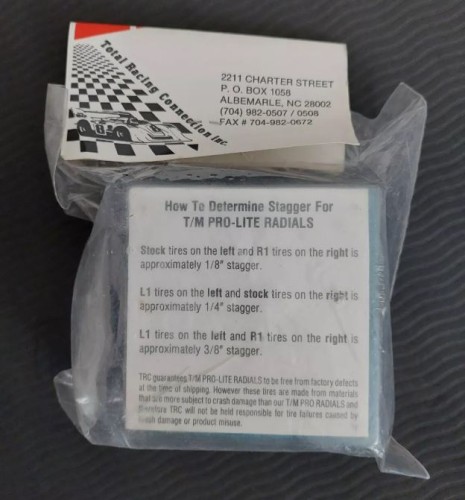 Total Racing Connection Inc.
2211 CHARTER STREET
P. O. BOX 1058
ALBEMARLE, NC 28002
(704) 982-0507 / 0508
FAX # 704-982-0672
How To Determine Stagger For
T/M PRO-LITE RADIALS
Stock tires on the left and R1 tires on the right is
approximately 1/8" stagger.
L1 tires on the left and stock tires on the right is
approximately 1/4" stagger.
L1 tires on the left and R1 tires on the right is
approximately 3/8" stagger.
TRC guarantees T/M PRO-LITE RADIALS to be free from factory defects
at the time of shipping. However these tires are made from materials
that are more subject to crash damage than our T/M PRO RADIALS and
therefore TRC will not be held responsible for tire failures caused by
crash damage or product misuse.